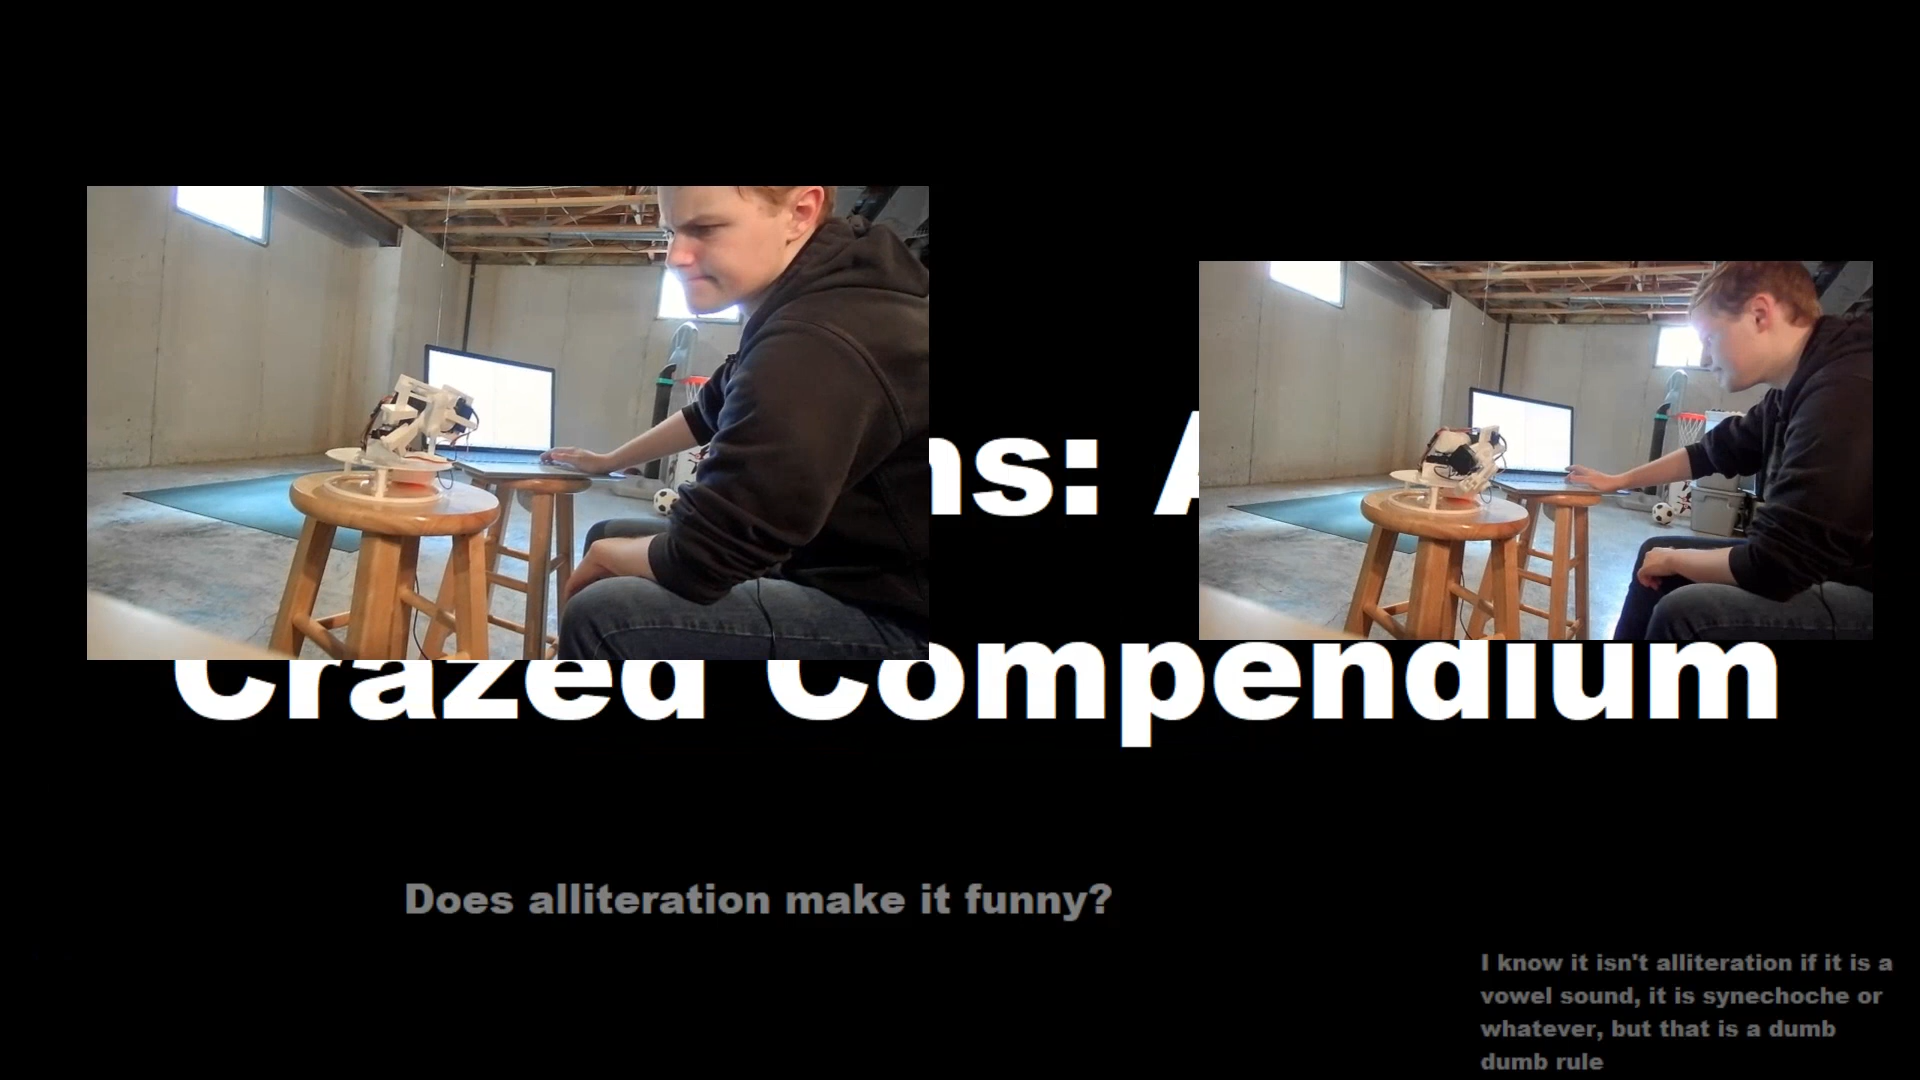 ns: A
Crazed Compendium
Does alliteration make it funny?
I know it isn't alliteration if it is a
vowel sound, it is synechoche or
whatever, but that is a dumb
dumb rule